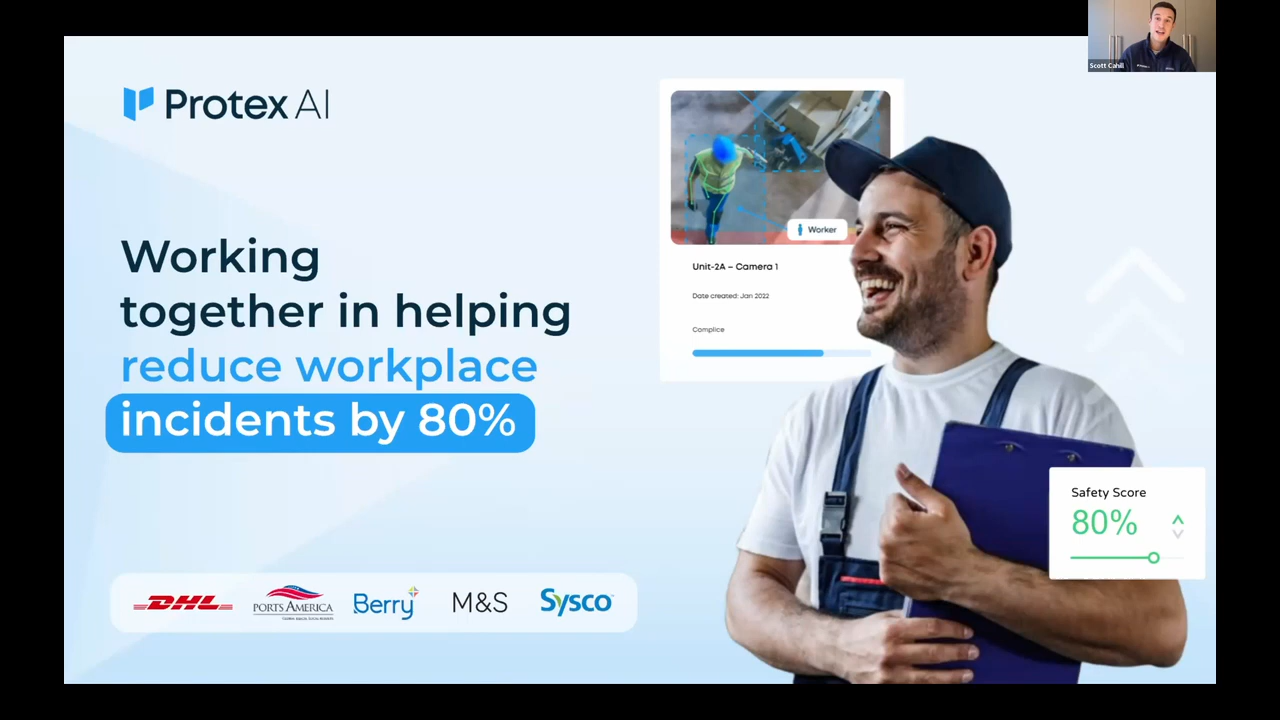 Scott Cahill
Protex AI
Working
together in helping
reduce workplace
incidents by 80%
Worker
Unit-2A – Camera 1
Date created: Jan 2022
Complice
Safety Score
80%
DHL
PORTS AMERICA
Berry
M&S
Sysco